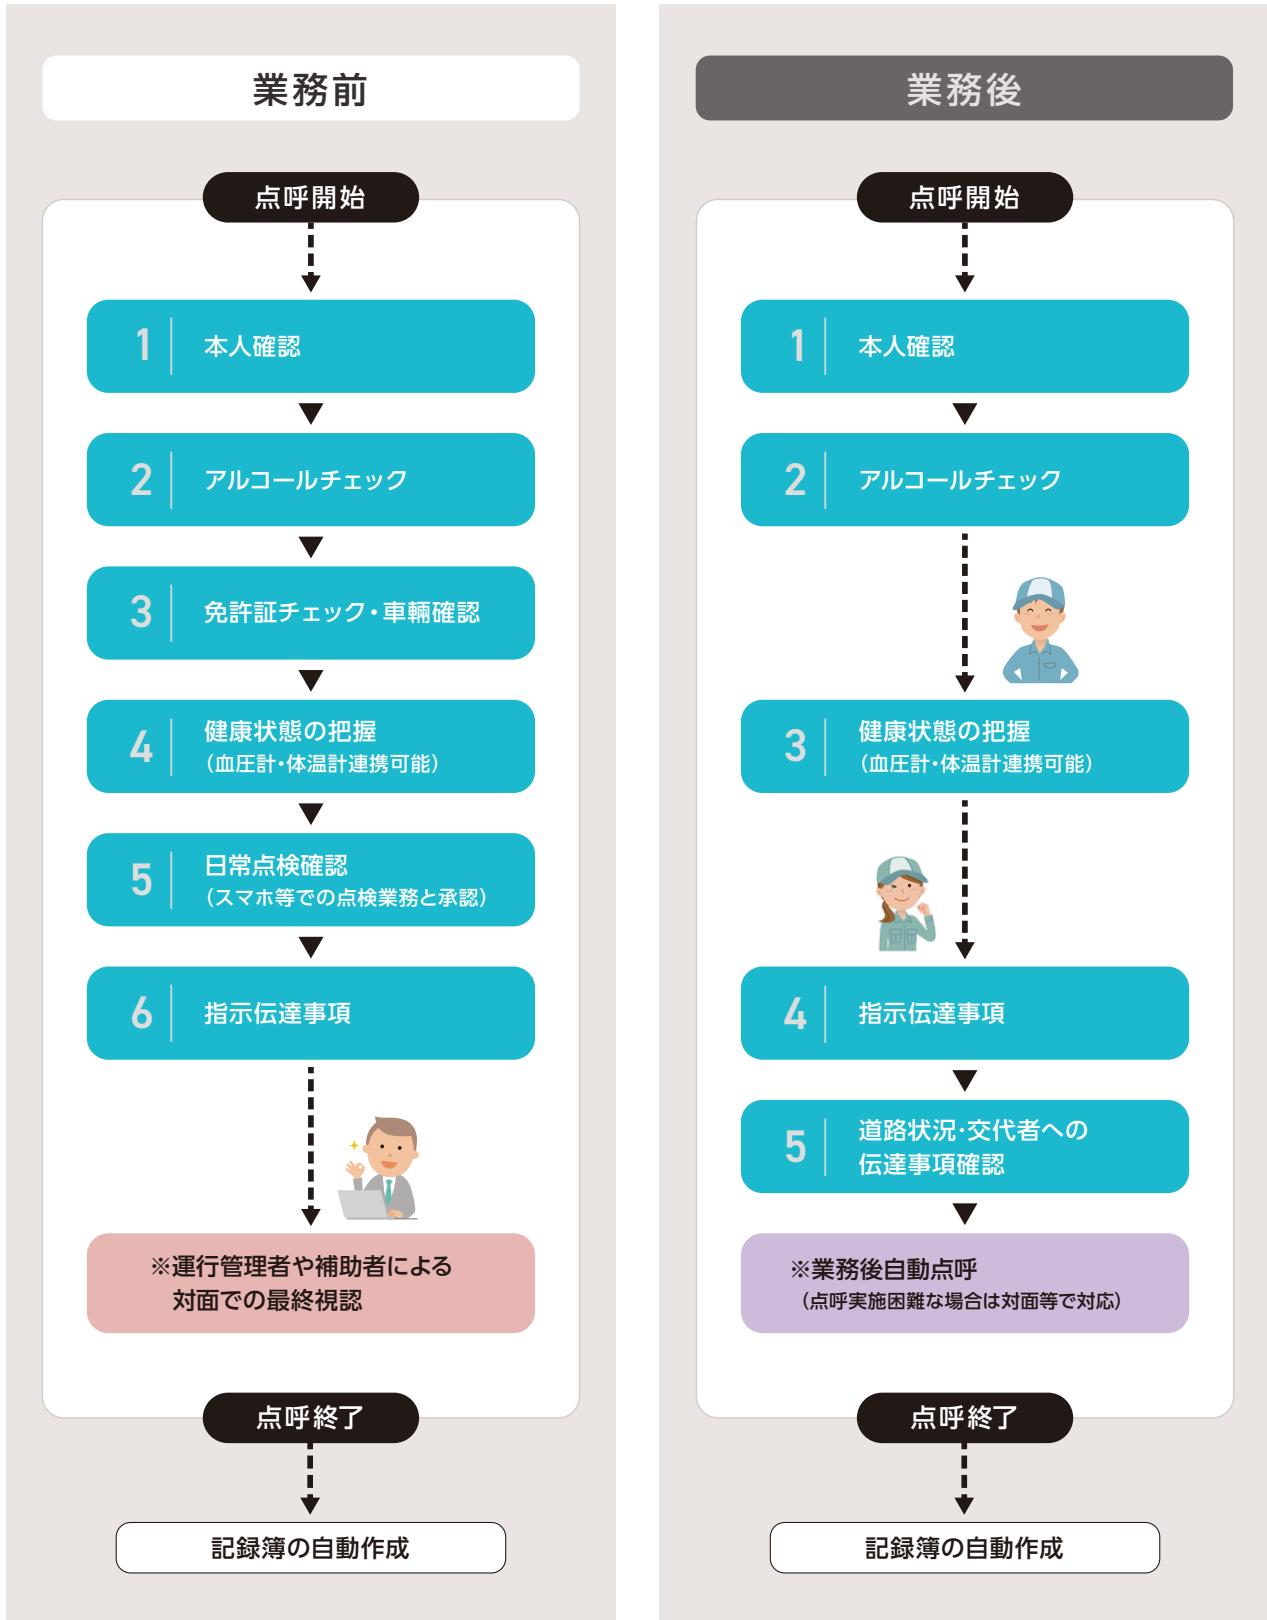 業務前
点呼開始
1 本人確認
2 アルコールチェック
3 免許証チェック・車輛確認
4 健康状態の把握
（血圧計・体温計連携可能）
5 日常点検確認
（スマホ等での点検業務と承認）
6 指示伝達事項
※運行管理者や補助者による
対面での最終視認
点呼終了
記録簿の自動作成
業務後
点呼開始
1 本人確認
2 アルコールチェック
3 健康状態の把握
（血圧計・体温計連携可能）
4 指示伝達事項
5 道路状況・交代者への
伝達事項確認
※業務後自動点呼
（点呼実施困難な場合は対面等で対応）
点呼終了
記録簿の自動作成